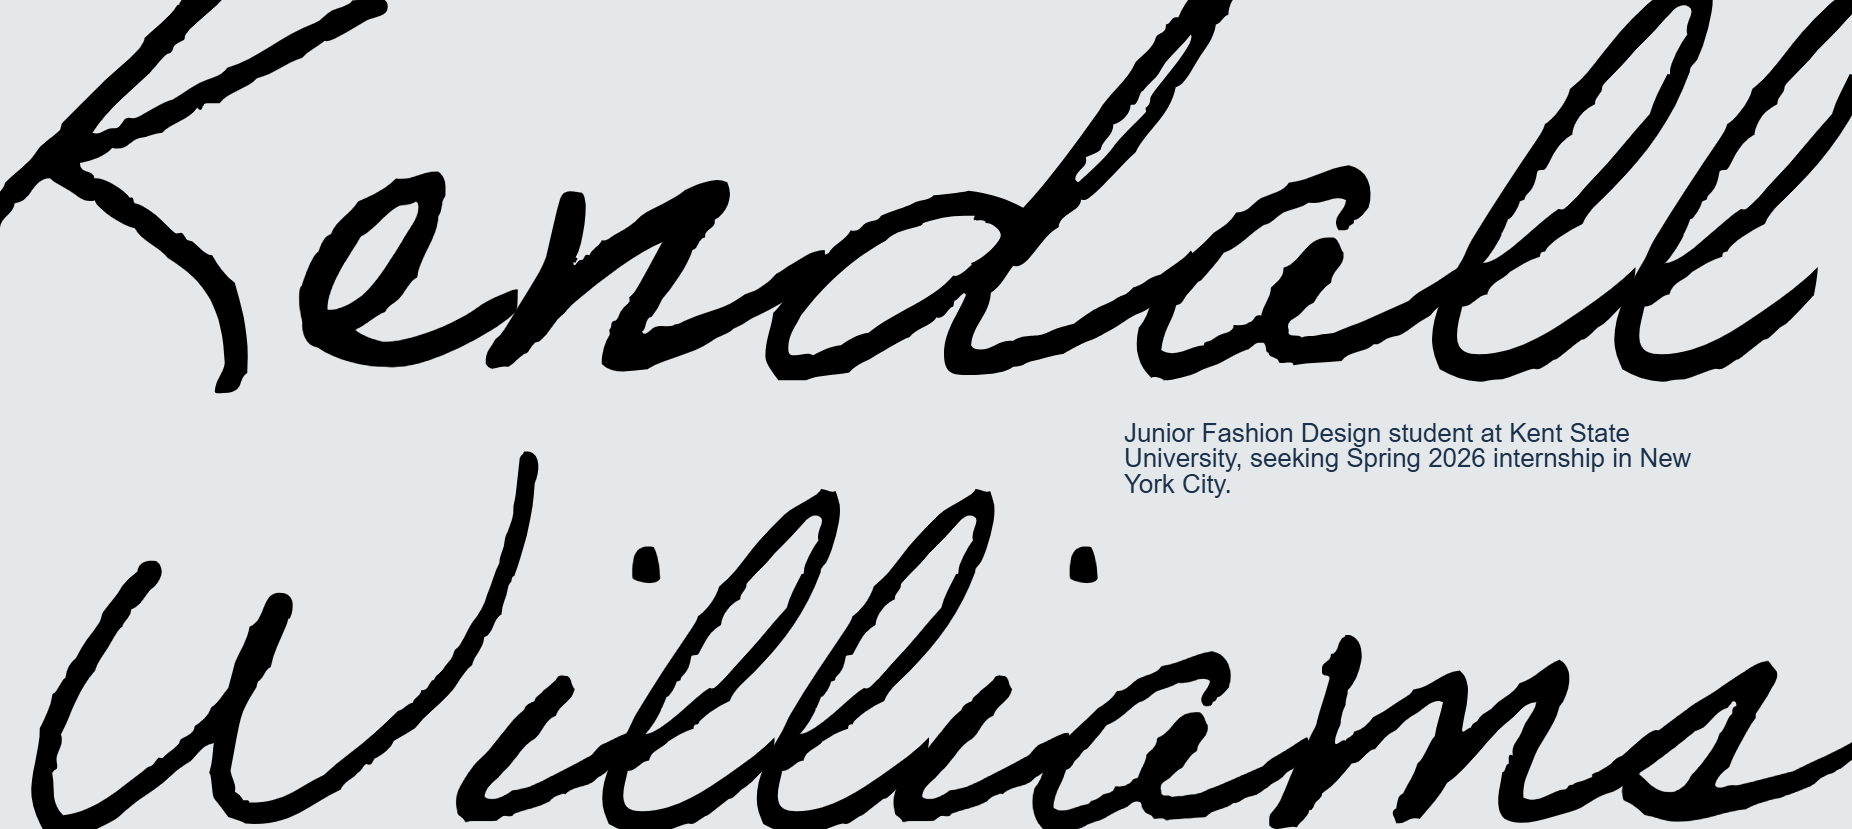 Kendall
Junior Fashion Design student at Kent State
University, seeking Spring 2026 internship in New
York City.
Williams